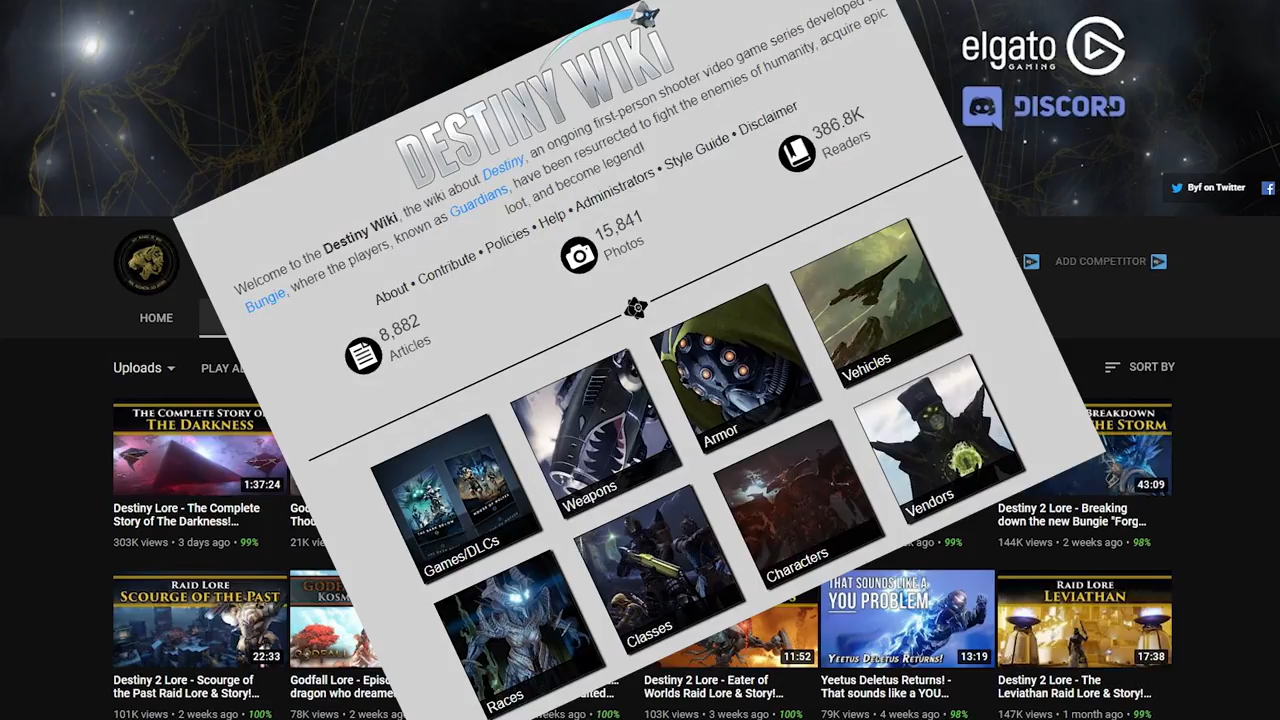 elgato
GAMING
DISCORD
Byf on Twitter
ADD COMPETITOR
HOME
Uploads
PLAY AL
SORT BY
DESTINY WIKI
Welcome to the Destiny Wiki, the wiki about Destiny, an ongoing first-person shooter video game series developed
Bungie, where the players, known as Guardians, have been resurrected to fight the enemies of humanity, acquire epic
loot, and become legend!
About • Contribute • Policies • Help • Administrators • Style Guide • Disclaimer
8,882
Articles
15,841
Photos
386.8K
Readers
Games/DLCs
Weapons
Armor
Vehicles
Races
Classes
Characters
Vendors
THE COMPLETE STORY O
THE DARKNESS
1:37:24
Destiny Lore - The Complete
Story of The Darkness!...
303K views • 3 days ago • 99%
21K
ago • 99%
BREAKDOWN
THE STORM
43:09
Destiny 2 Lore - Breaking
down the new Bungie "Forg...
144K views • 2 weeks ago • 98%
RAID LORE
SCOURGE OF THE PAST
22:33
Destiny 2 Lore - Scourge of
the Past Raid Lore & Story!...
101K views • 2 weeks ago • 100%
Godfall Lore - Epis
dragon who dreame
78K views • 2 week
100%
11:52
Destiny 2 Lore - Eater of
Worlds Raid Lore & Story!...
103K views • 3 weeks ago • 100%
THAT SOUNDS LIKE A
YOU PROBLEM
YEETUS DELETUS RETURNS!
13:19
Yeetus Deletus Returns! -
That sounds like a YOU...
79K views • 4 weeks ago • 98%
RAID LORE
LEVIATHAN
17:38
Destiny 2 Lore - The
Leviathan Raid Lore & Story!...
147K views • 1 month ago • 99%